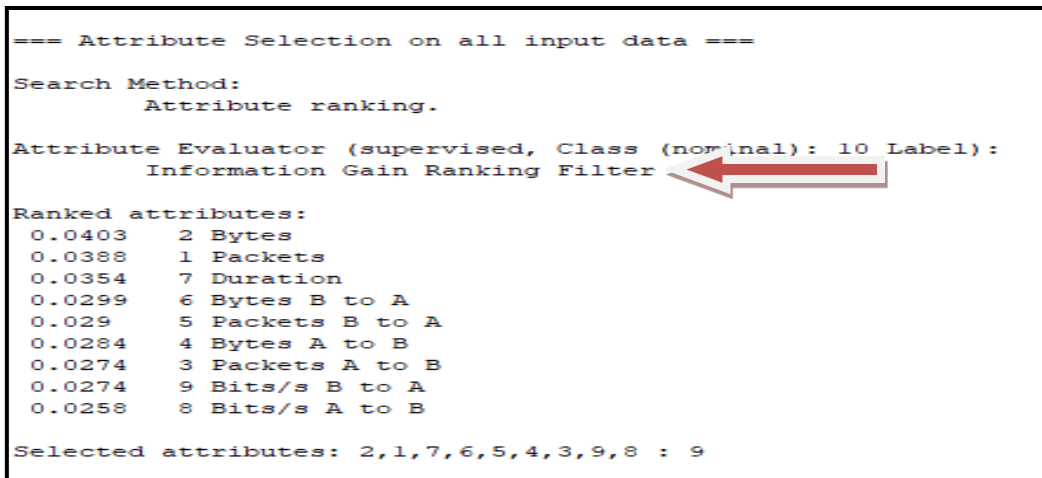 === Attribute Selection on all input data ===
Search Method:
Attribute ranking.
Attribute Evaluator (supervised, Class (nominal): 10 Label):
Information Gain Ranking Filter
Ranked attributes:
0.0403 2 Bytes
0.0388 1 Packets
0.0354 7 Duration
0.0299 6 Bytes B to A
0.029 5 Packets B to A
0.0284 4 Bytes A to B
0.0274 3 Packets A to B
0.0274 9 Bits/s B to A
0.0258 8 Bits/s A to B
Selected attributes: 2,1,7,6,5,4,3,9,8 : 9